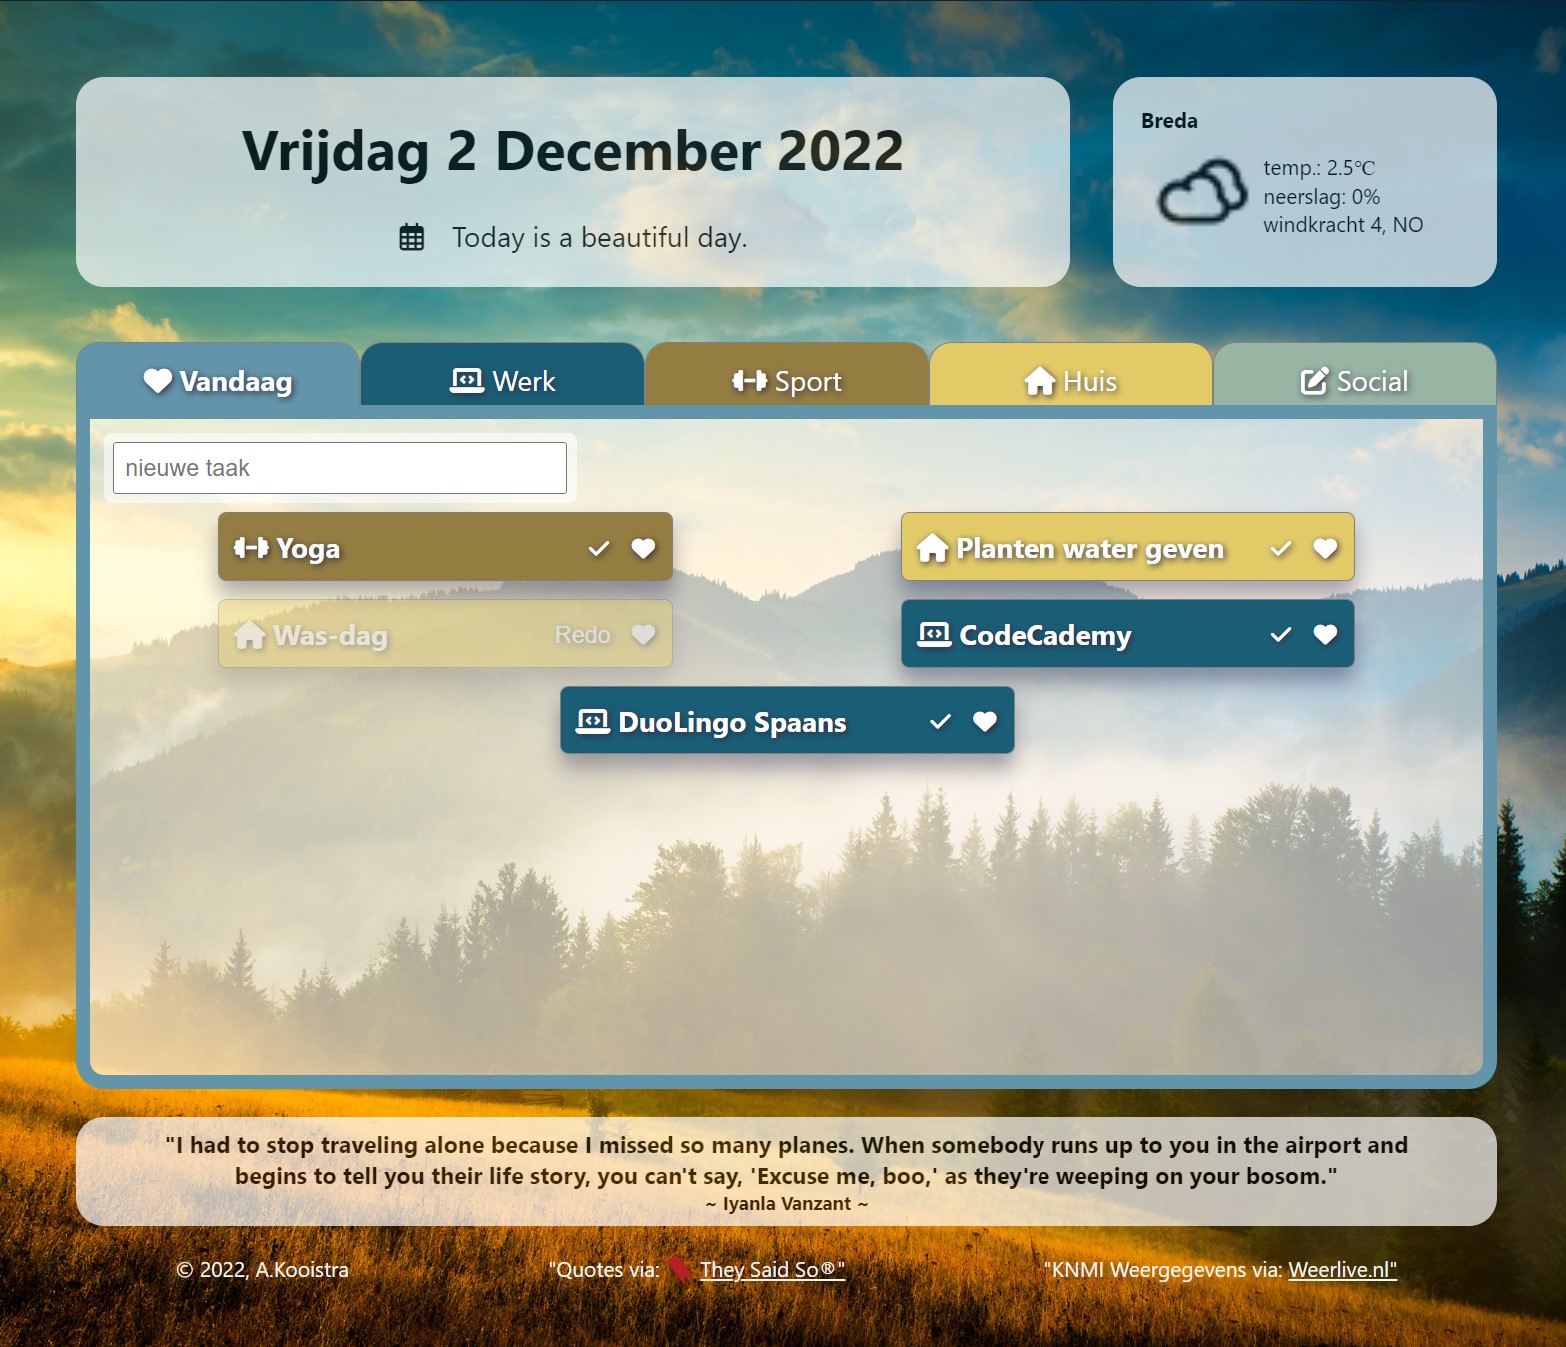 Vrijdag 2 December 2022
Today is a beautiful day.
Breda
temp.: 2.5°C
neerslag: 0%
windkracht 4, NO
Vandaag
Werk
Sport
Huis
Social
nieuwe taak
Yoga
Planten water geven
Was-dag Redo
CodeCademy
DuoLingo Spaans
"I had to stop traveling alone because I missed so many planes. When somebody runs up to you in the airport and
begins to tell you their life story, you can't say, 'Excuse me, boo,' as they're weeping on your bosom."
~ Iyanla Vanzant ~
© 2022, A.Kooistra
"Quotes via: They Said So®"
"KNMI Weergegevens via: Weerlive.nl"